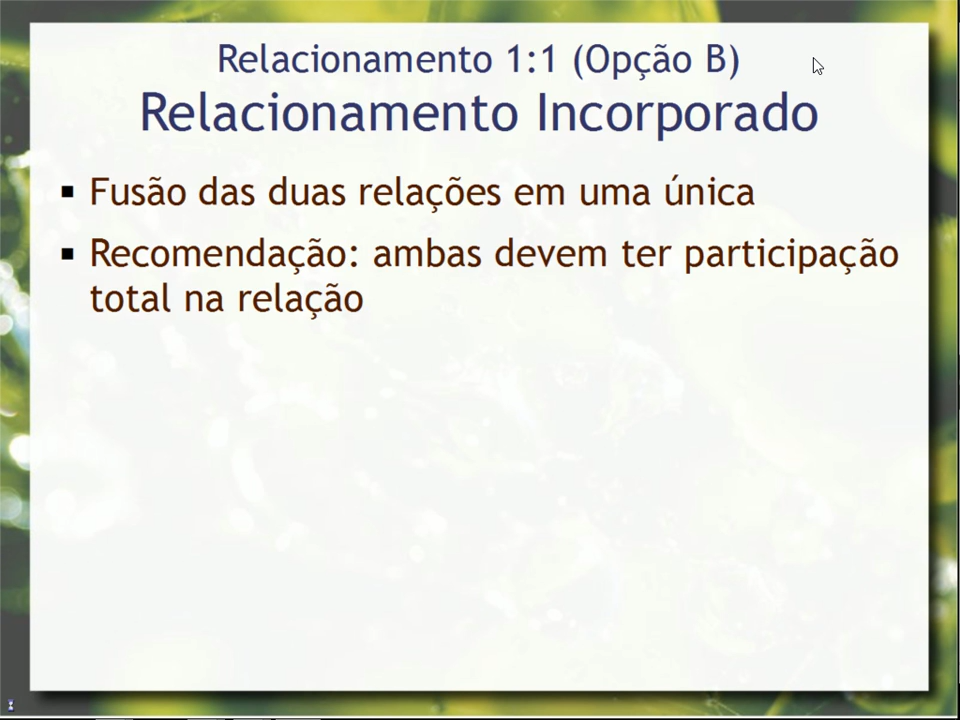 Relacionamento 1:1 (Opção B)
Relacionamento Incorporado
Fusão das duas relações em uma única
Recomendação: ambas devem ter participação
total na relação